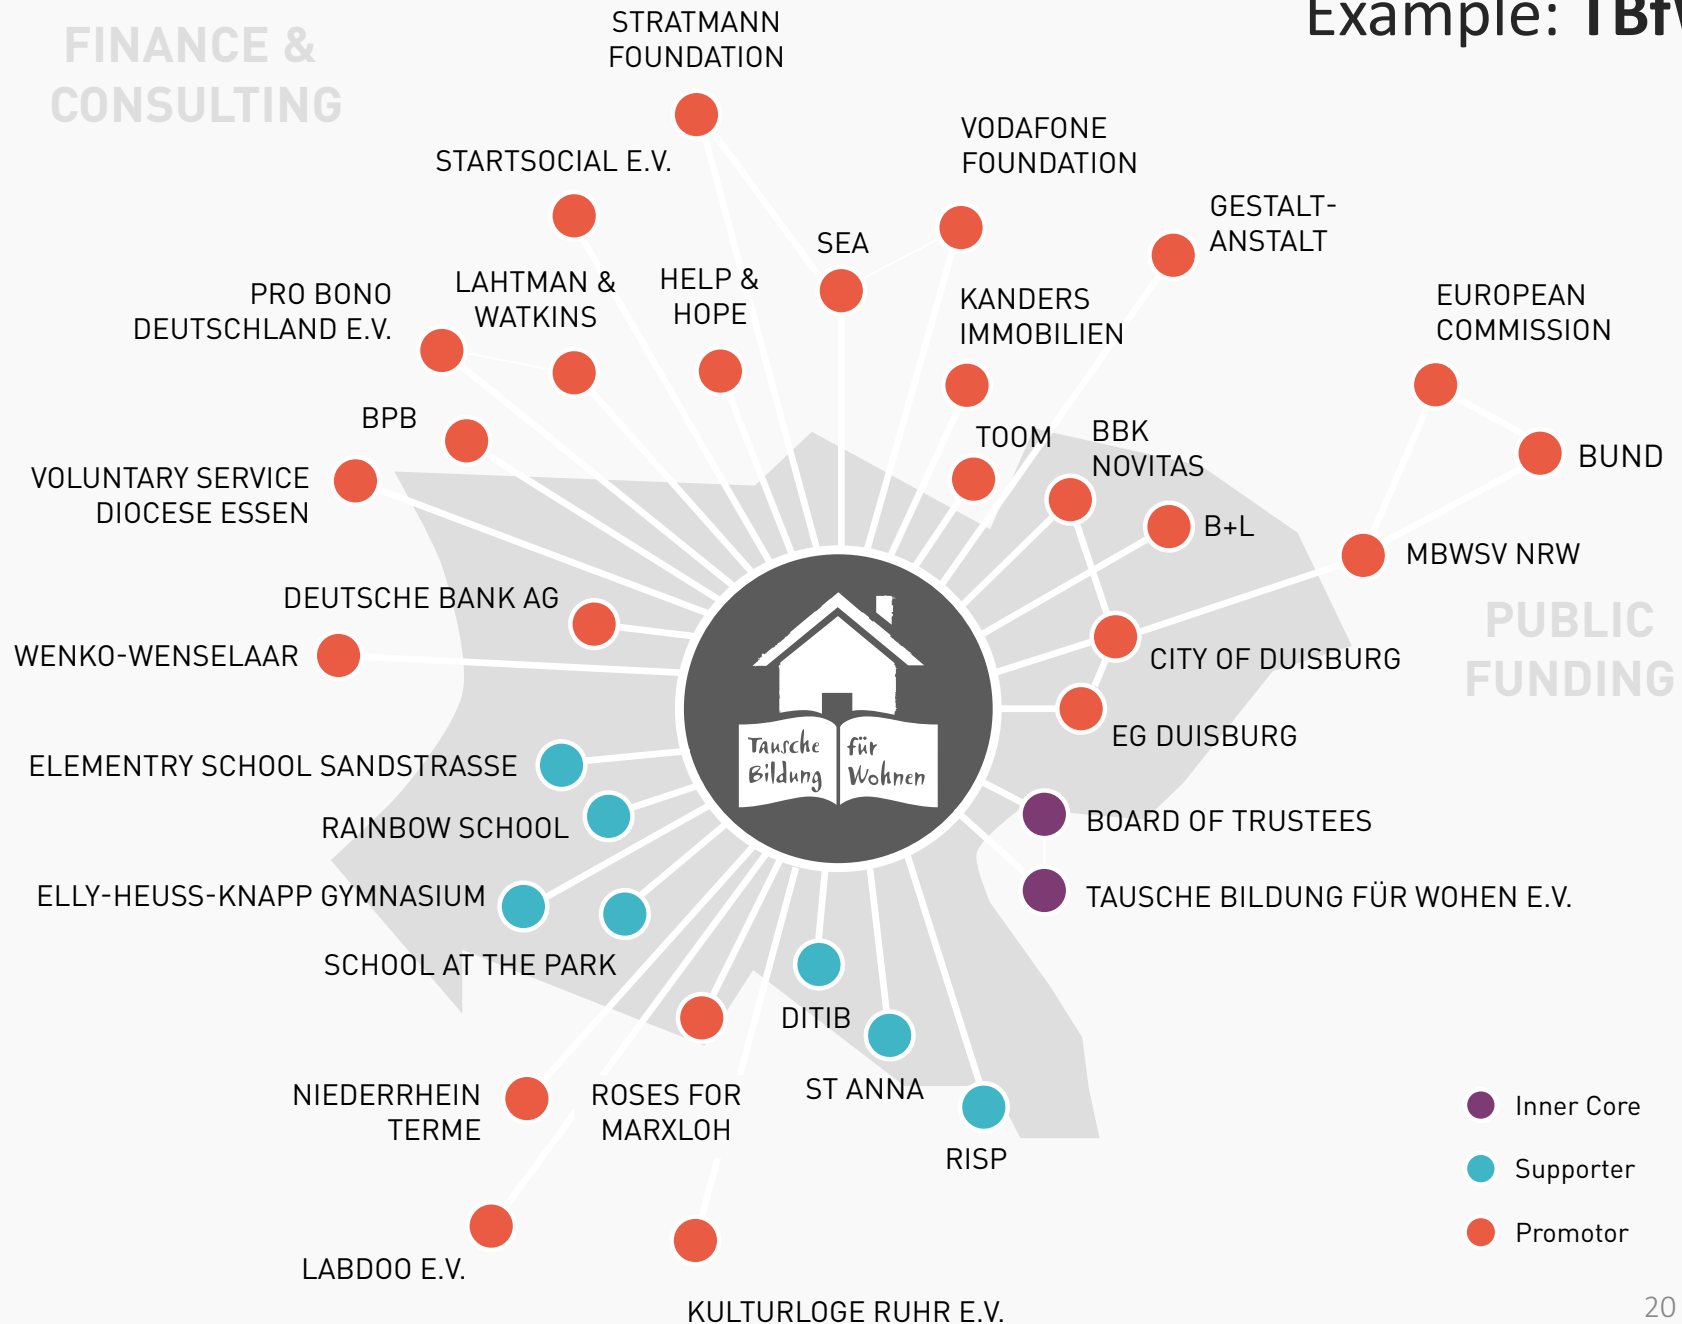 Example: TBfW
FINANCE &
CONSULTING
STRATMANN
FOUNDATION
STARTSOCIAL E.V.
VODAFONE
FOUNDATION
GESTALT-
ANSTALT
SEA
PRO BONO
DEUTSCHLAND E.V.
LAHTMAN &
WATKINS
HELP &
HOPE
KANDERS
IMMOBILIEN
EUROPEAN
COMMISSION
BPB
TOOM
BBK
NOVITAS
BUND
VOLUNTARY SERVICE
DIOCESE ESSEN
B+L
MBWSV NRW
DEUTSCHE BANK AG
WENKO-WENSELAAR
PUBLIC
FUNDING
CITY OF DUISBURG
EG DUISBURG
Tausche
Bildung
für
Wohnen
ELEMENTRY SCHOOL SANDSTRASSE
RAINBOW SCHOOL
BOARD OF TRUSTEES
ELLY-HEUSS-KNAPP GYMNASIUM
TAUSCHE BILDUNG FÜR WOHEN E.V.
SCHOOL AT THE PARK
DITIB
ST ANNA
NIEDERRHEIN
TERME
ROSES FOR
MARXLOH
RISP
Inner Core
Supporter
Promotor
LABDOO E.V.
KULTURLOGE RUHR E.V.
20